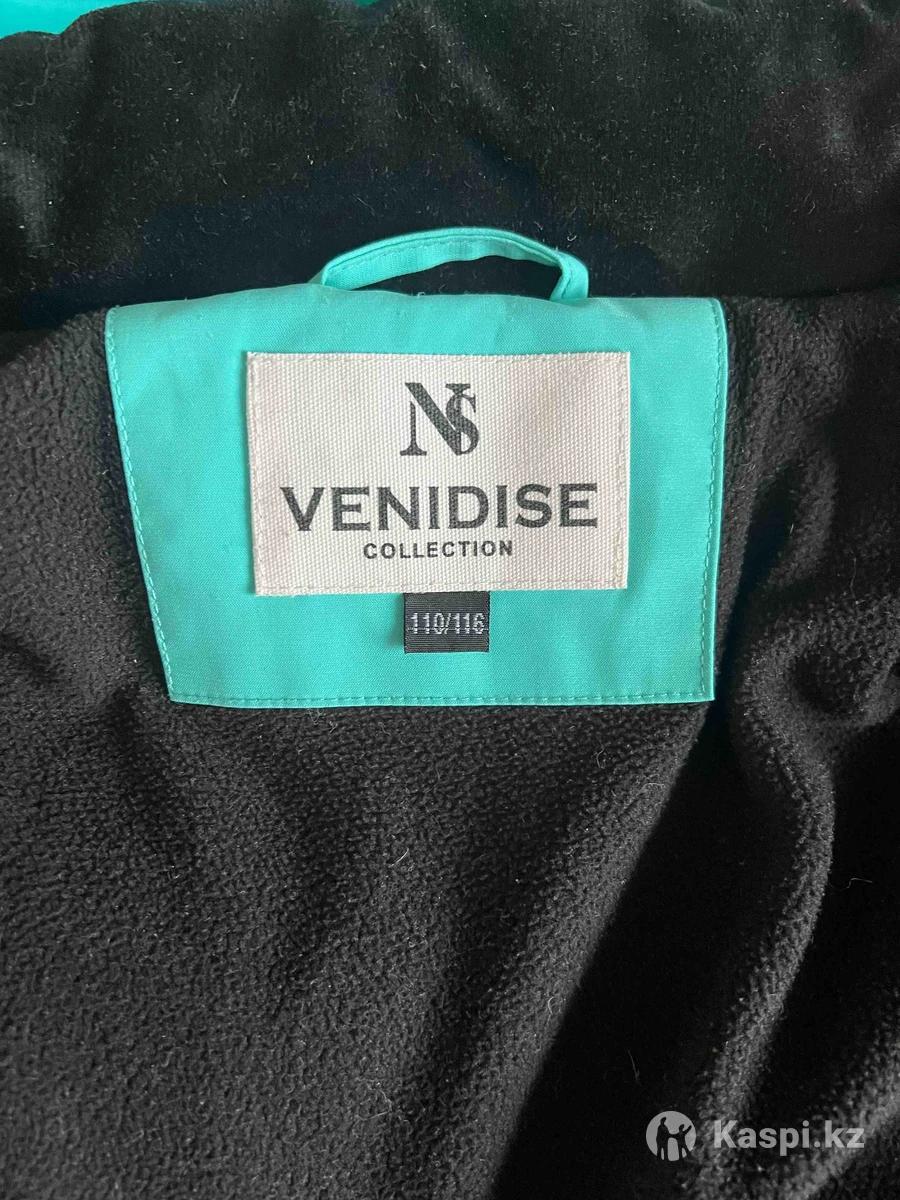 NS
VENIDISE
COLLECTION
110/116
Kaspi.kz